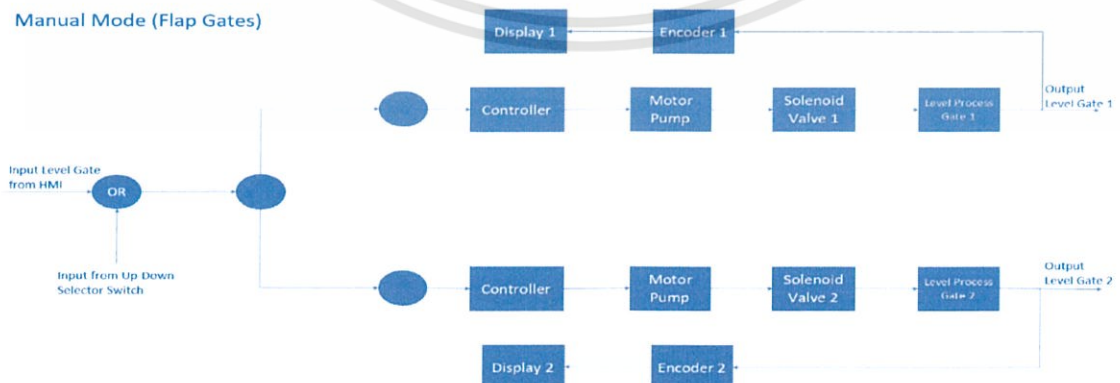 Manual Mode (Flap Gates)
Display 1
Encoder 1
Controller
Motor
Pump
Solenoid
Valve 1
Level Process
Gate 1
Output
Level Gate 1
Input Level Gate
from HMI
OR
Input from Up Down
Selector Switch
Controller
Motor
Pump
Solenoid
Valve 2
Level Process
Gate 2
Output
Level Gate 2
Display 2
Encoder 2